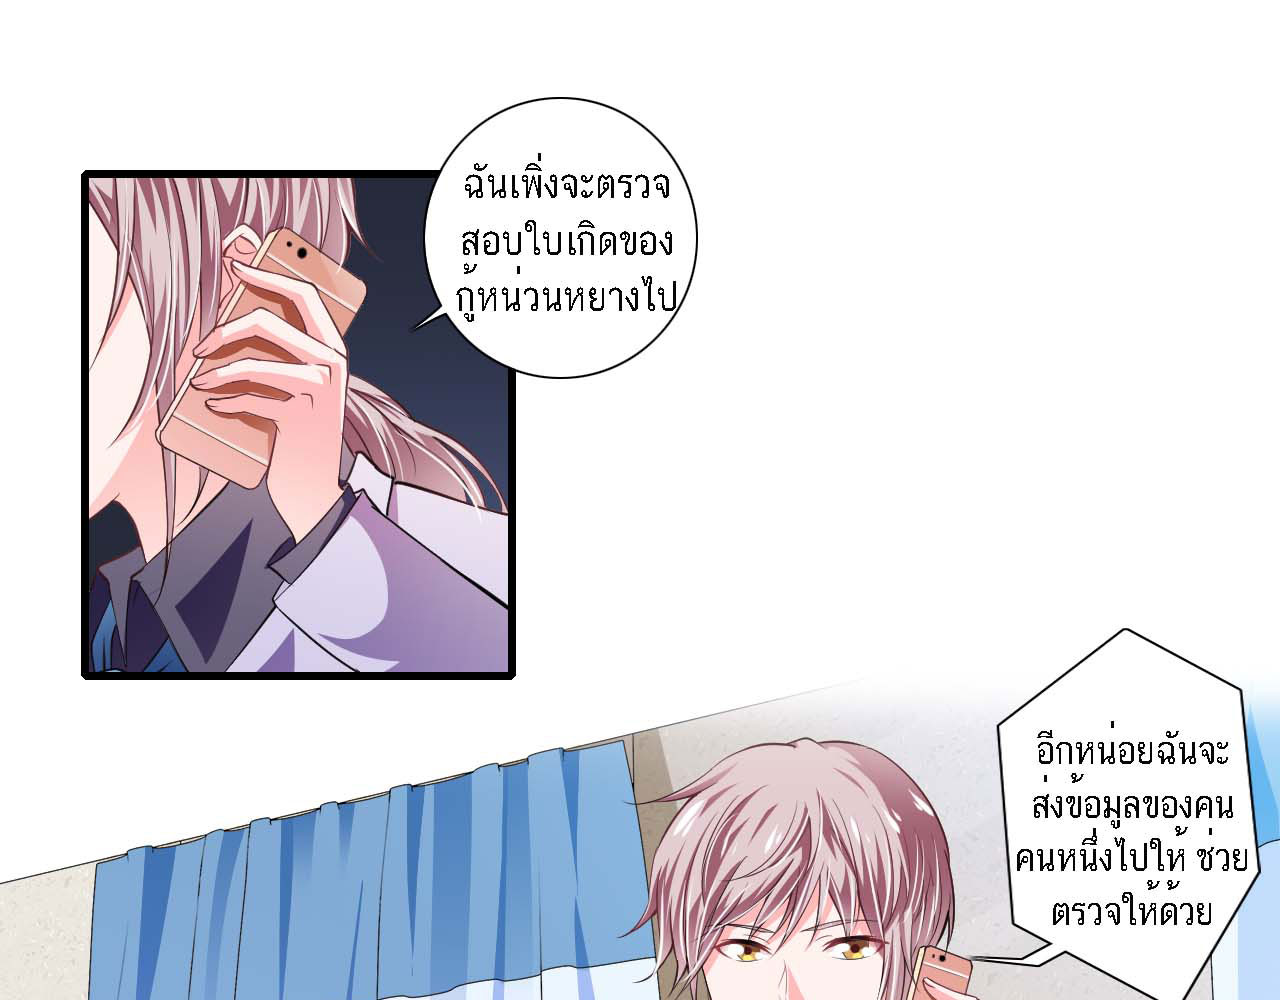 ฉันเพิ่งจะตรวจ
สอบใบเกิดของ
กู้หน่วนหยางไป
อีกหน่อยฉันจะ
ส่งข้อมูลของคน
คนหนึ่งไปให้ ช่วย
ตรวจให้ด้วย